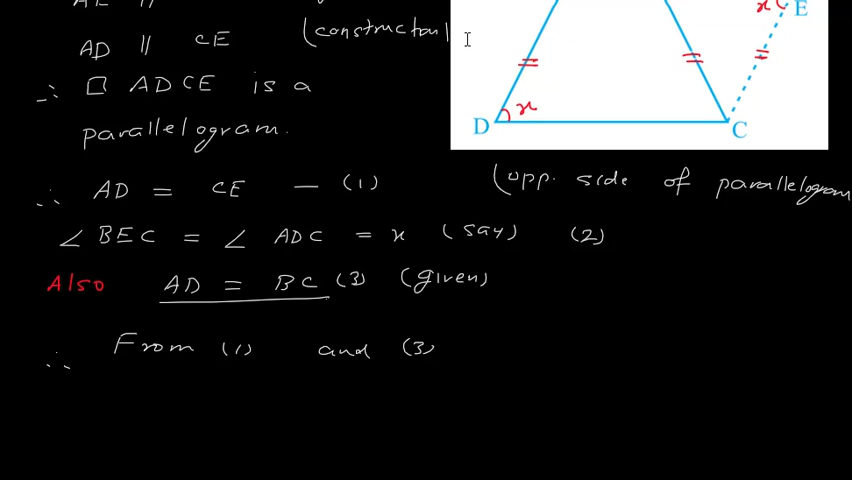 AD || CE (constructon)
x E
∴ □ ADCE is a
parallelogram.
x
D C
∴ AD = CE — (1) (opp. side of parallelogram
∠ BEC = ∠ ADC = x (say) (2)
Also AD = BC (3) (given)
∴ From (1) and (3)